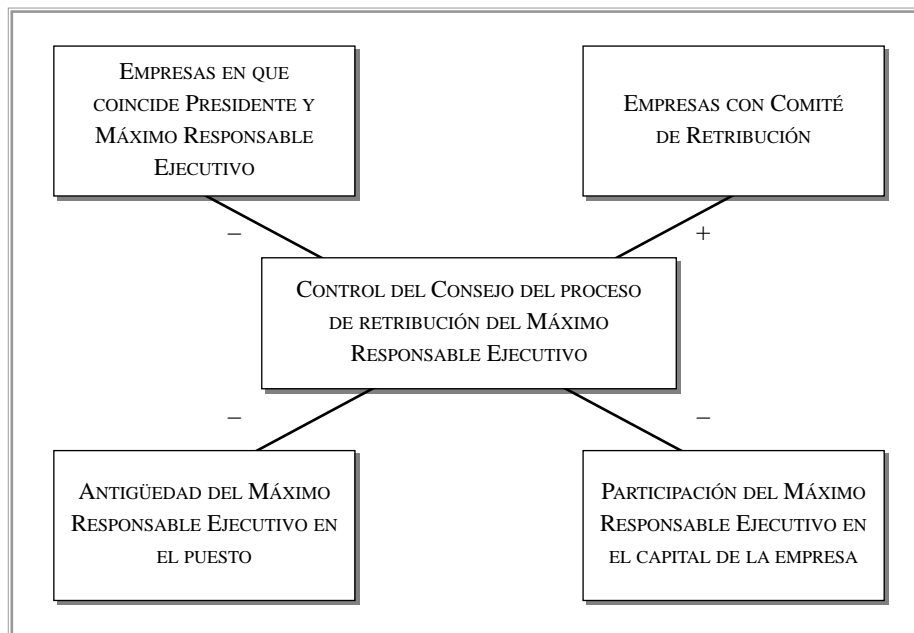 EMPRESAS EN QUE
COINCIDE PRESIDENTE Y
MÁXIMO RESPONSABLE
EJECUTIVO
EMPRESAS CON COMITÉ
DE RETRIBUCIÓN
–
+
CONTROL DEL CONSEJO DEL PROCESO
DE RETRIBUCIÓN DEL MÁXIMO
RESPONSABLE EJECUTIVO
–
–
ANTIGÜEDAD DEL MÁXIMO
RESPONSABLE EJECUTIVO EN
EL PUESTO
PARTICIPACIÓN DEL MÁXIMO
RESPONSABLE EJECUTIVO EN
EL CAPITAL DE LA EMPRESA